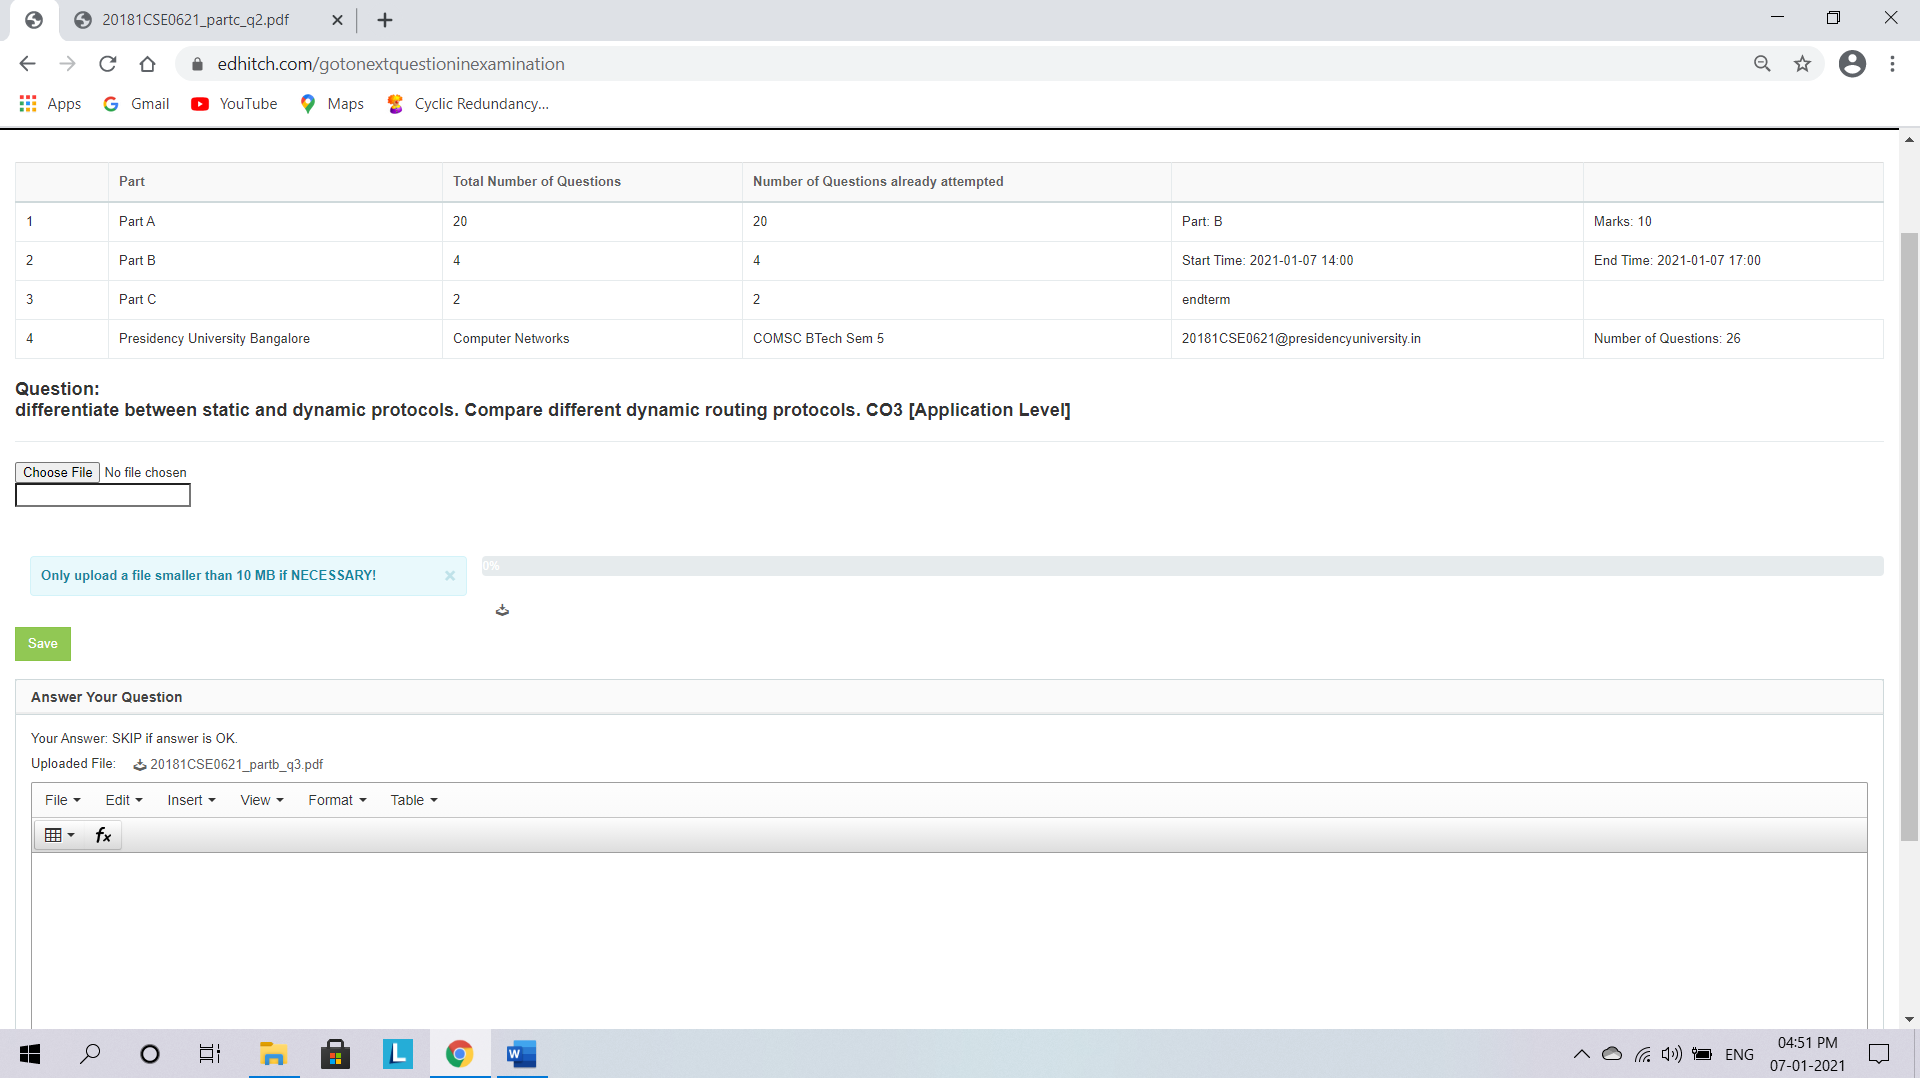 20181CSE0621_partc_q2.pdf
edhitch.com/gotonextquestioninexamination
Apps Gmail YouTube Maps Cyclic Redundancy...
Part Total Number of Questions Number of Questions already attempted
1 Part A 20 20 Part: B Marks: 10
2 Part B 4 4 Start Time: 2021-01-07 14:00 End Time: 2021-01-07 17:00
3 Part C 2 2 endterm
4 Presidency University Bangalore Computer Networks COMSC BTech Sem 5 20181CSE0621@presidencyuniversity.in Number of Questions: 26
Question:
differentiate between static and dynamic protocols. Compare different dynamic routing protocols. CO3 [Application Level]
Choose File No file chosen
Only upload a file smaller than 10 MB if NECESSARY! × 0%
Save
Answer Your Question
Your Answer: SKIP if answer is OK.
Uploaded File: 20181CSE0621_partb_q3.pdf
File Edit Insert View Format Table
fx
L W ENG 04:51 PM
07-01-2021